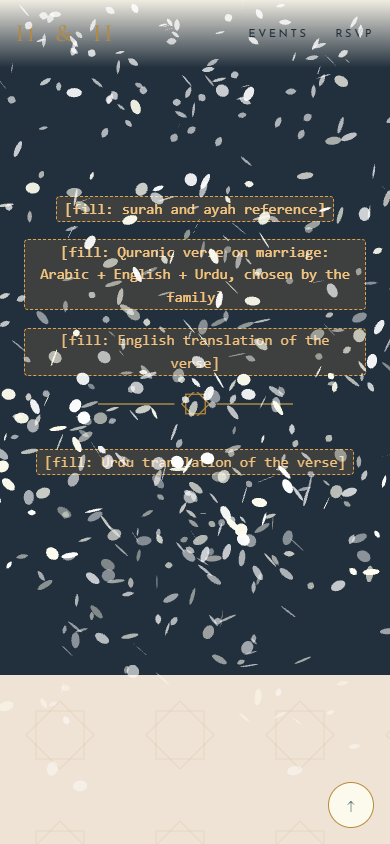 H & H
EVENTS RSVP
[fill: surah and ayah reference]
[fill: Quranic verse on marriage:
Arabic + English + Urdu, chosen by the
family]
[fill: English translation of the
verse]
[fill: Urdu translation of the verse]
↑